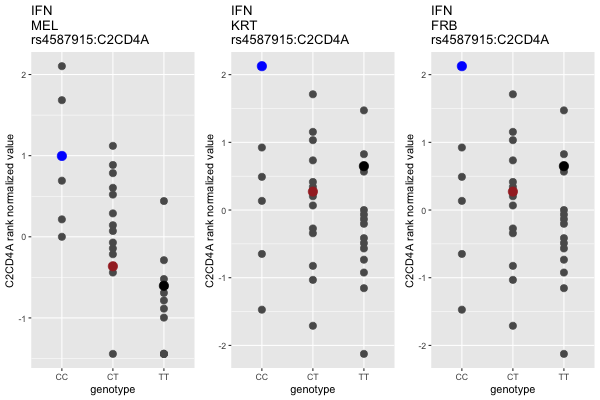 IFN
MEL
rs4587915:C2CD4A
C2CD4A rank normalized value
2
1
0
-1
CC
CT
TT
genotype
IFN
KRT
rs4587915:C2CD4A
C2CD4A rank normalized value
2
1
0
-1
-2
CC
CT
TT
genotype
IFN
FRB
rs4587915:C2CD4A
C2CD4A rank normalized value
2
1
0
-1
-2
CC
CT
TT
genotype